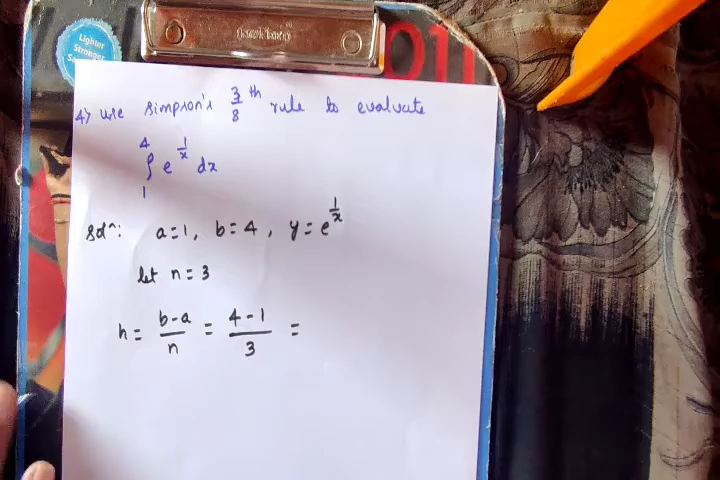 Lighter
Stronger
4) use simpson's 3/8 th rule to evaluate
∫₁⁴ e^(1/x) dx
Solⁿ: a=1, b=4, y=e^(1/x)
let n=3
h = (b-a)/n = (4-1)/3 =